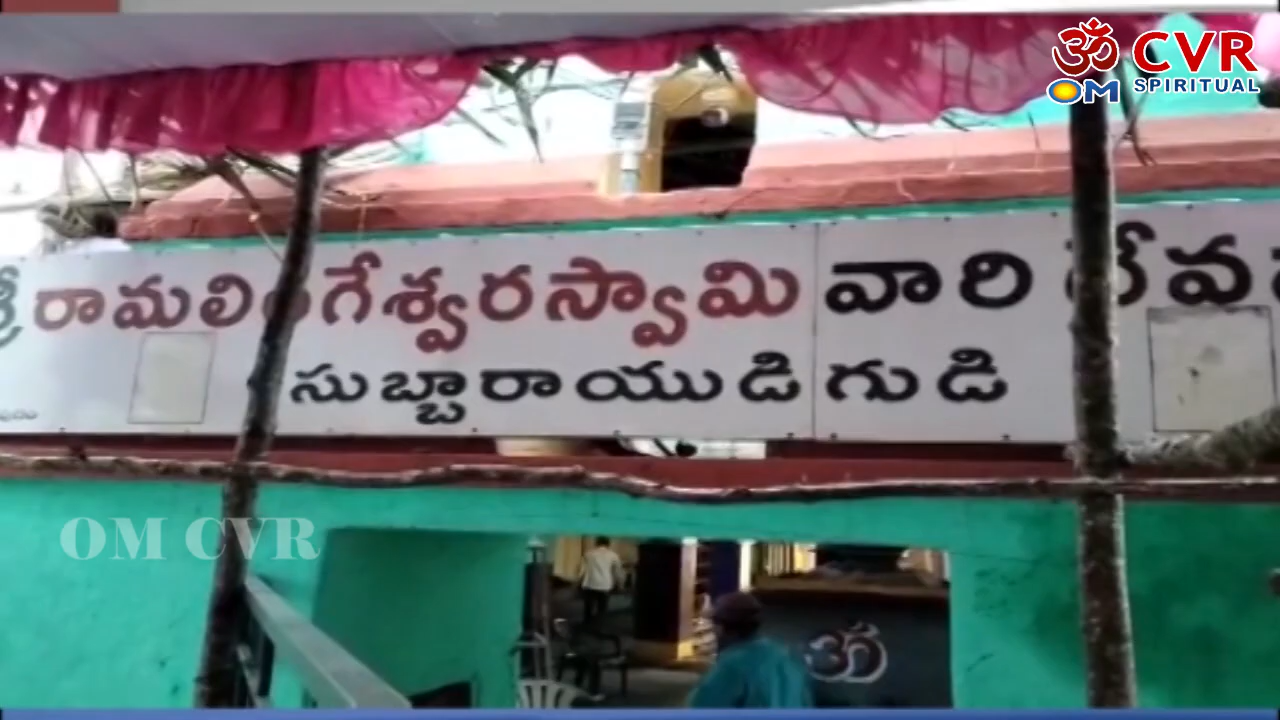 ॐ CVR
OM SPIRITUAL
శ్రీ రామలింగేశ్వరస్వామి వారి
సుబ్బారాయుడి గుడి
OM CVR
ॐ